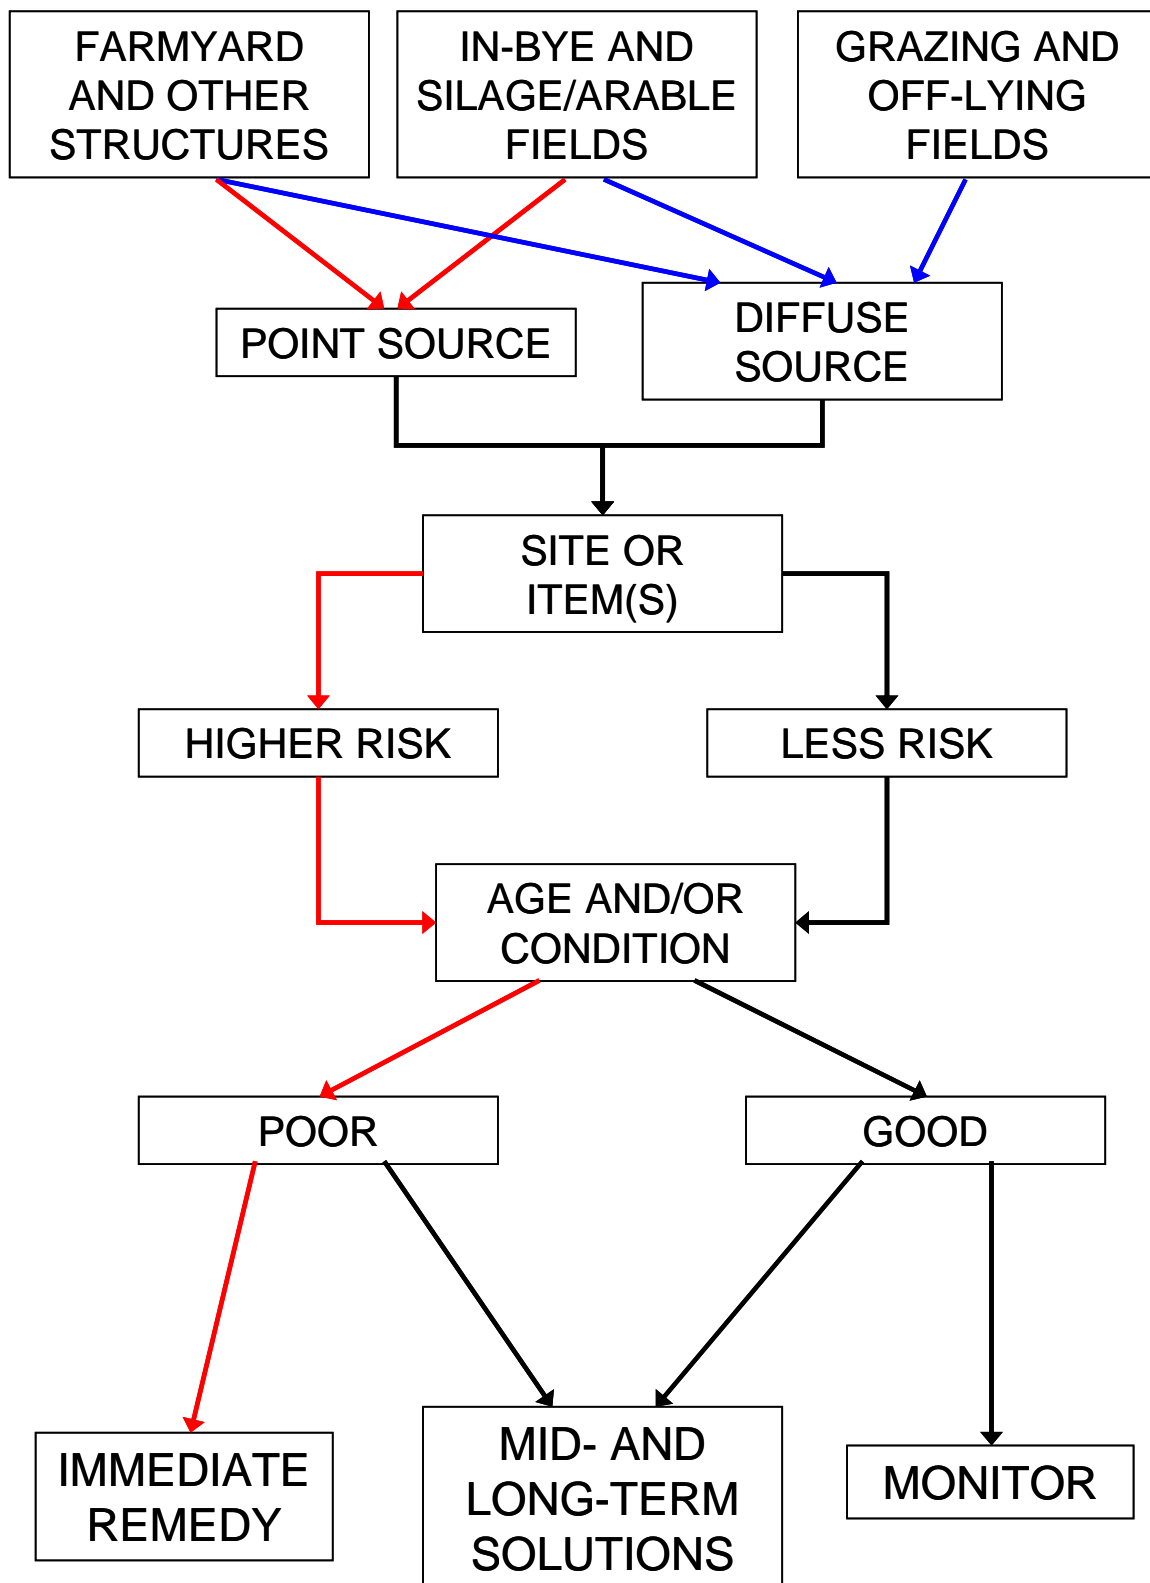 FARMYARD
AND OTHER
STRUCTURES
IN-BYE AND
SILAGE/ARABLE
FIELDS
GRAZING AND
OFF-LYING
FIELDS
POINT SOURCE
DIFFUSE
SOURCE
SITE OR
ITEM(S)
HIGHER RISK
LESS RISK
AGE AND/OR
CONDITION
POOR
GOOD
IMMEDIATE
REMEDY
MID- AND
LONG-TERM
SOLUTIONS
MONITOR